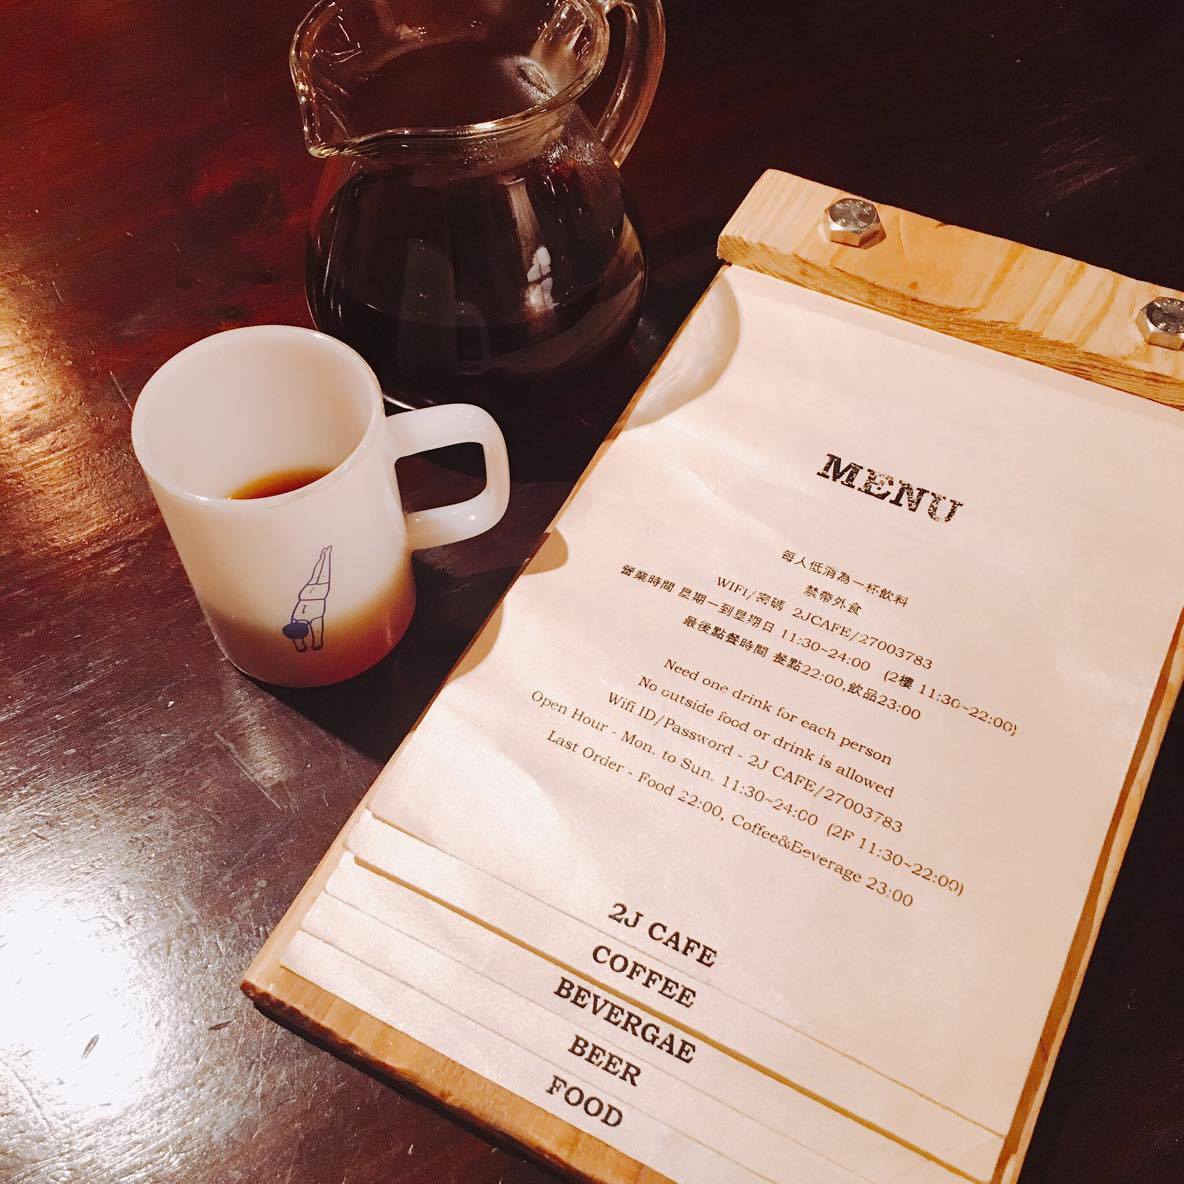 MENU
每人低消為一杯飲料
禁帶外食
WIFI/密碼 2JCAFE/27003783
營業時間 星期一到星期日 11:30~24:00 (2樓 11:30~22:00)
最後點餐時間 餐點22:00,飲品23:00
Need one drink for each person
No outside food or drink is allowed
Wifi ID/Password - 2J CAFE/27003783
Open Hour - Mon. to Sun. 11:30~24:00 (2F 11:30~22:00)
Last Order - Food 22:00, Coffee&Beverage 23:00
2J CAFE
COFFEE
BEVERGAE
BEER
FOOD